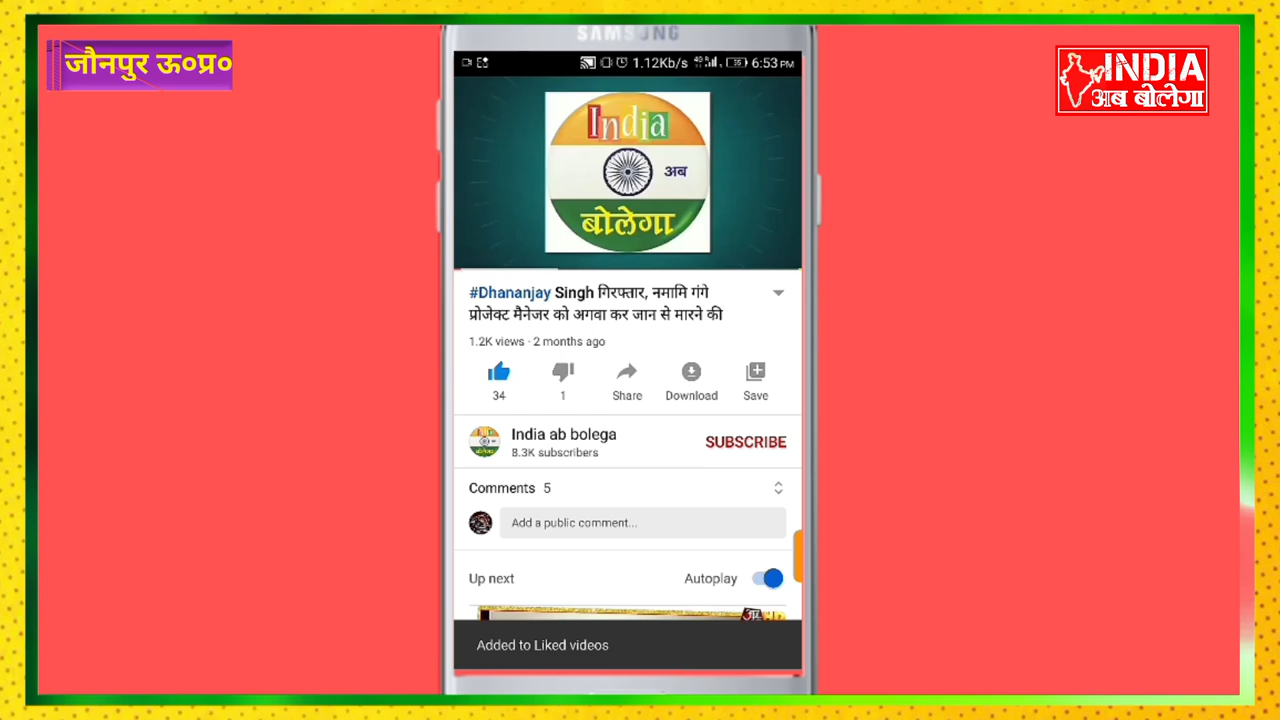 जौनपुर ऊ०प्र०
INDIA
अब बोलेगा
SAMSUNG
1.12Kb/s 4G 35 6:53 PM
India
अब
बोलेगा
#Dhananjay Singh गिरफ्तार, नमामि गंगे
प्रोजेक्ट मैनेजर को अगवा कर जान से मारने की
1.2K views · 2 months ago
34 1 Share Download Save
India ab bolega
8.3K subscribers
SUBSCRIBE
Comments 5
Add a public comment...
Up next Autoplay
Added to Liked videos